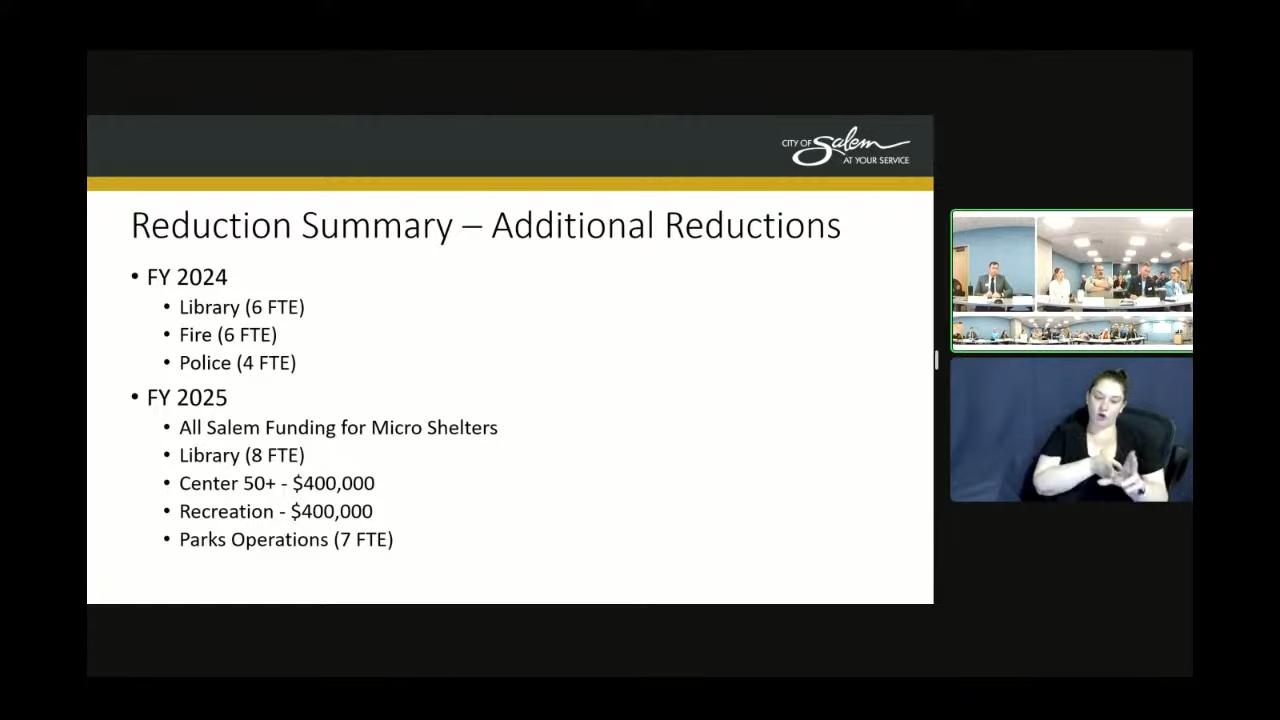 CITY OF Salem
AT YOUR SERVICE
Reduction Summary – Additional Reductions
• FY 2024
• Library (6 FTE)
• Fire (6 FTE)
• Police (4 FTE)
• FY 2025
• All Salem Funding for Micro Shelters
• Library (8 FTE)
• Center 50+ - $400,000
• Recreation - $400,000
• Parks Operations (7 FTE)